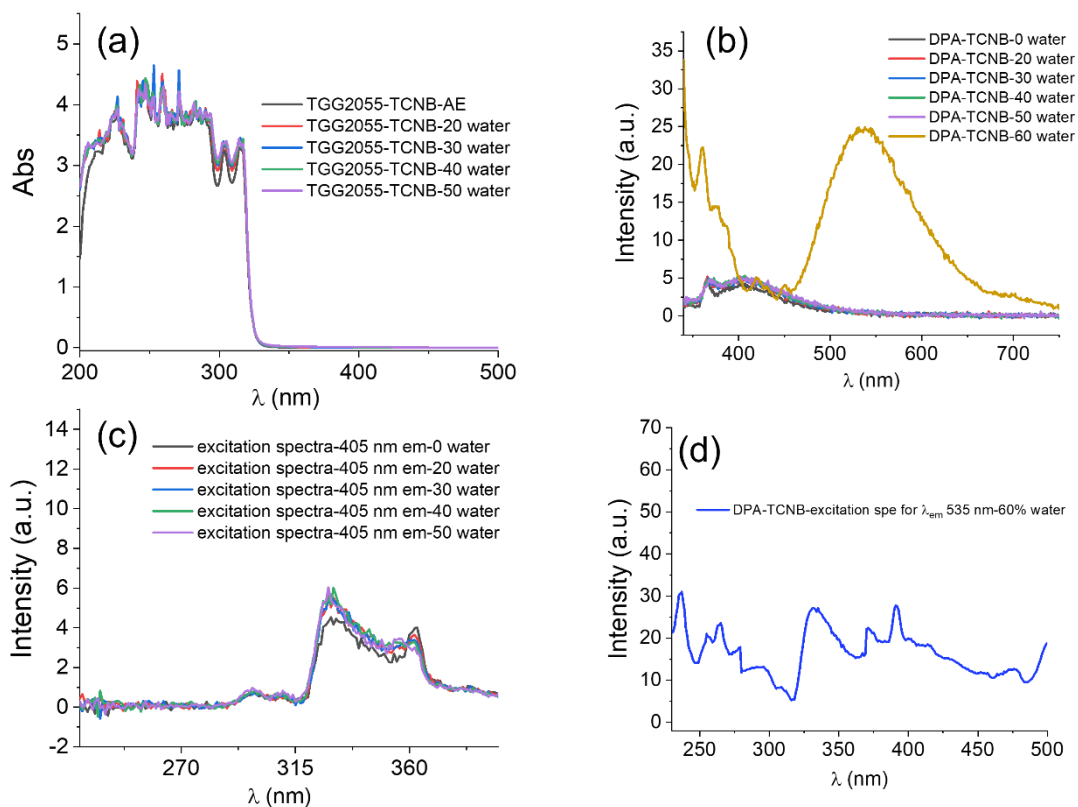 (a)
5
4
3
2
1
0
Abs
TGG2055-TCNB-AE
TGG2055-TCNB-20 water
TGG2055-TCNB-30 water
TGG2055-TCNB-40 water
TGG2055-TCNB-50 water
200 300 400 500
λ (nm)
(b)
35
30
25
20
15
10
5
0
Intensity (a.u.)
DPA-TCNB-0 water
DPA-TCNB-20 water
DPA-TCNB-30 water
DPA-TCNB-40 water
DPA-TCNB-50 water
DPA-TCNB-60 water
400 500 600 700
λ (nm)
(c)
14
12
10
8
6
4
2
0
-2
Intensity (a.u.)
excitation spectra-405 nm em-0 water
excitation spectra-405 nm em-20 water
excitation spectra-405 nm em-30 water
excitation spectra-405 nm em-40 water
excitation spectra-405 nm em-50 water
270 315 360
λ (nm)
(d)
70
60
50
40
30
20
10
0
Intensity (a.u.)
DPA-TCNB-excitation spe for λem 535 nm-60% water
250 300 350 400 450 500
λ (nm)